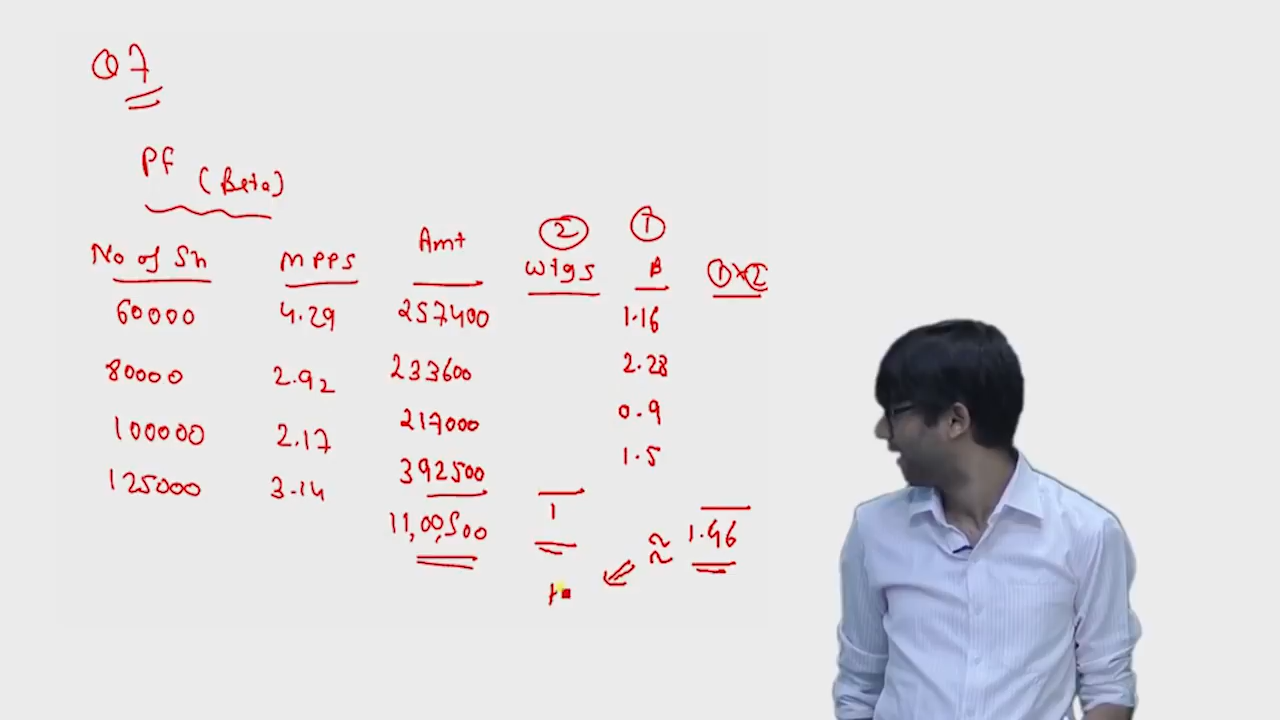 Q7
Pf (Beta)
No of Sh MPPS Amt ② Wtgs ① β ①×②
60000 4.29 257400 1.16
80000 2.92 233600 2.28
100000 2.17 217000 0.9
125000 3.14 392500 1.5
11,00,500 1 ≈ 1.46